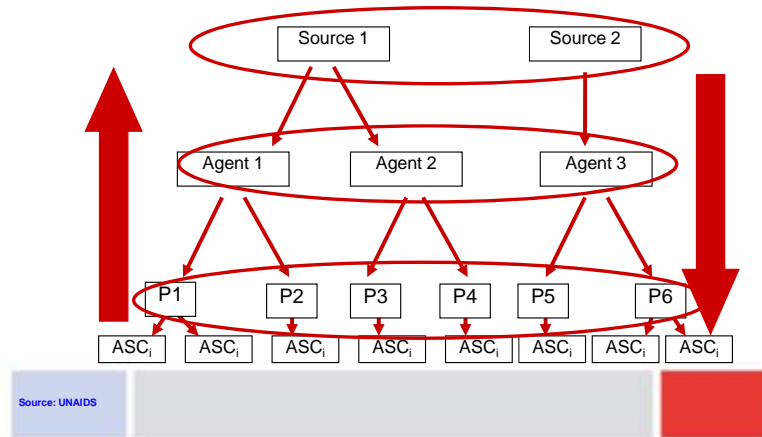 Source 1 Source 2
Agent 1 Agent 2 Agent 3
P1 P2 P3 P4 P5 P6
ASCi ASCi ASCi ASCi ASCi ASCi ASCi ASCi
Source: UNAIDS